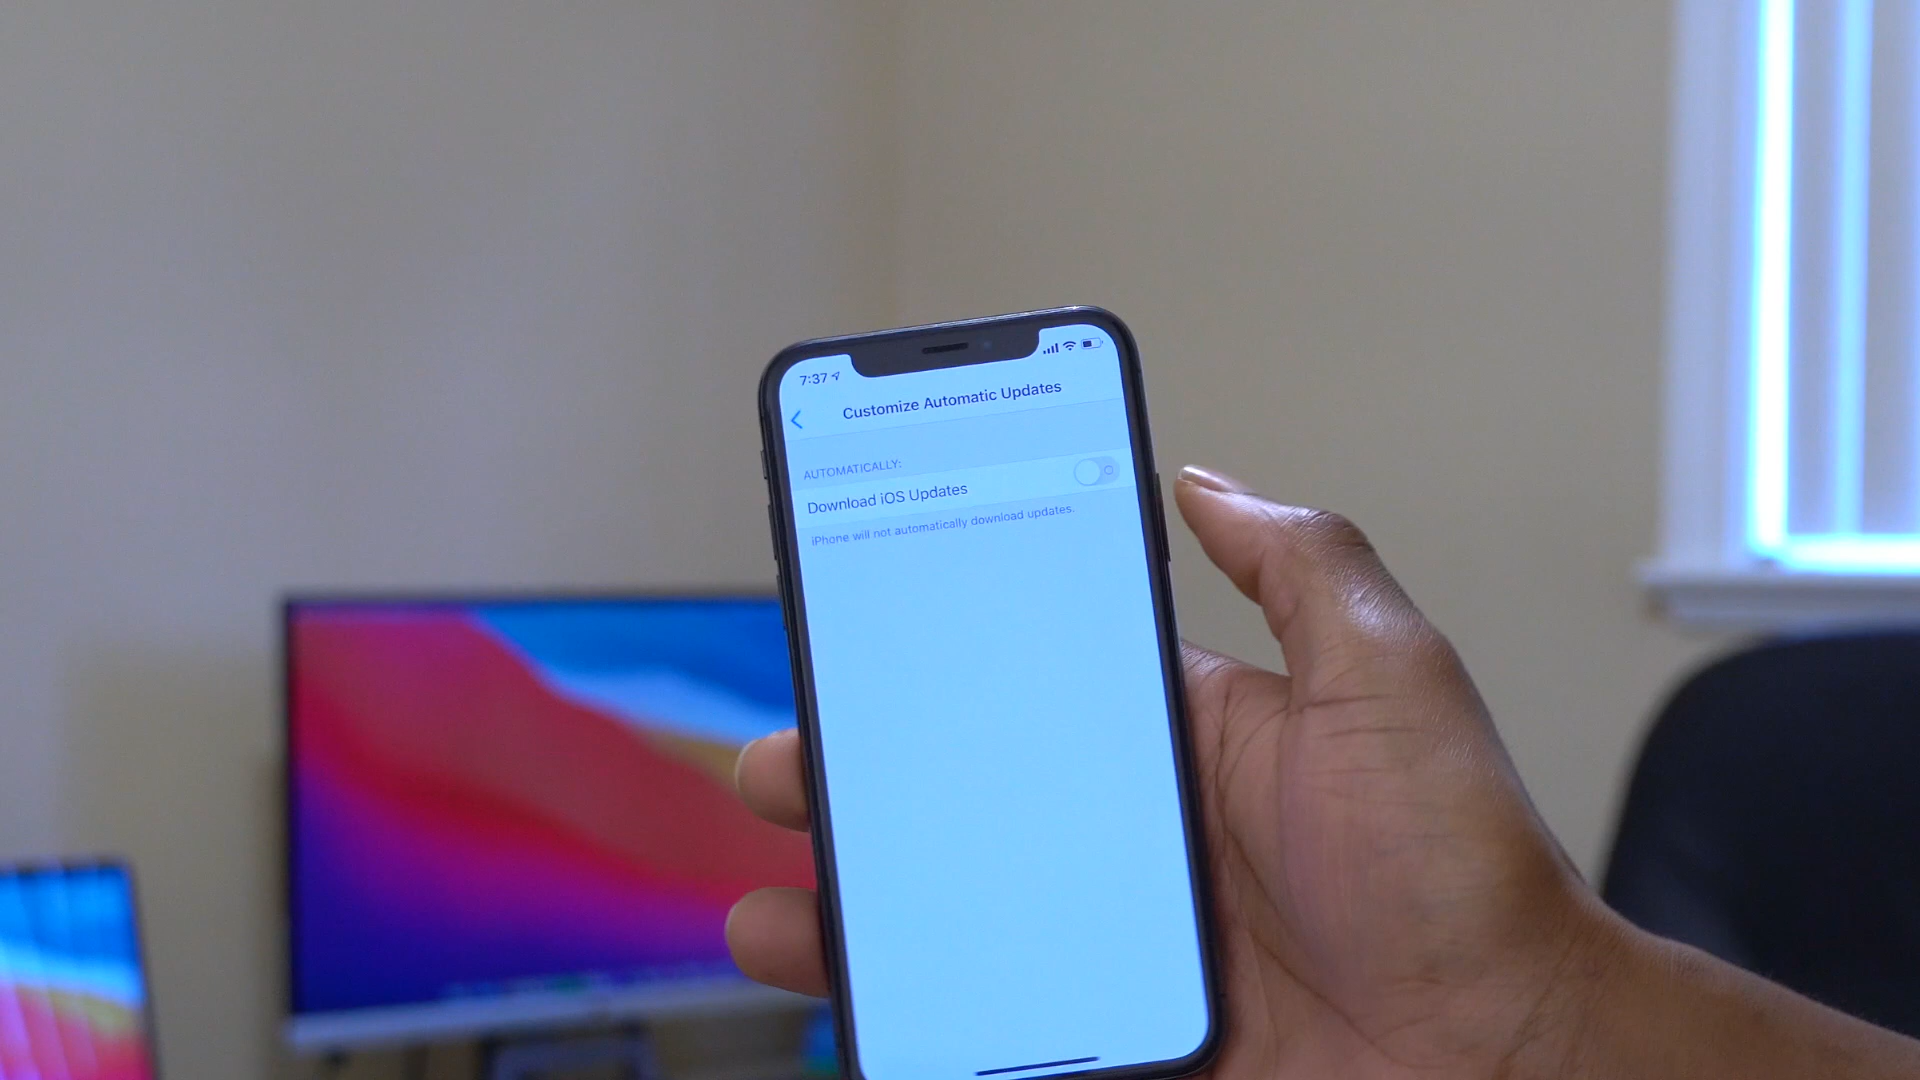 7:37
Customize Automatic Updates
AUTOMATICALLY:
Download iOS Updates
iPhone will not automatically download updates.